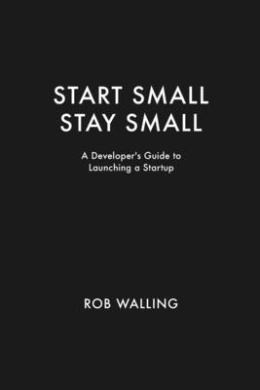 START SMALL
STAY SMALL
A Developer's Guide to
Launching a Startup
ROB WALLING